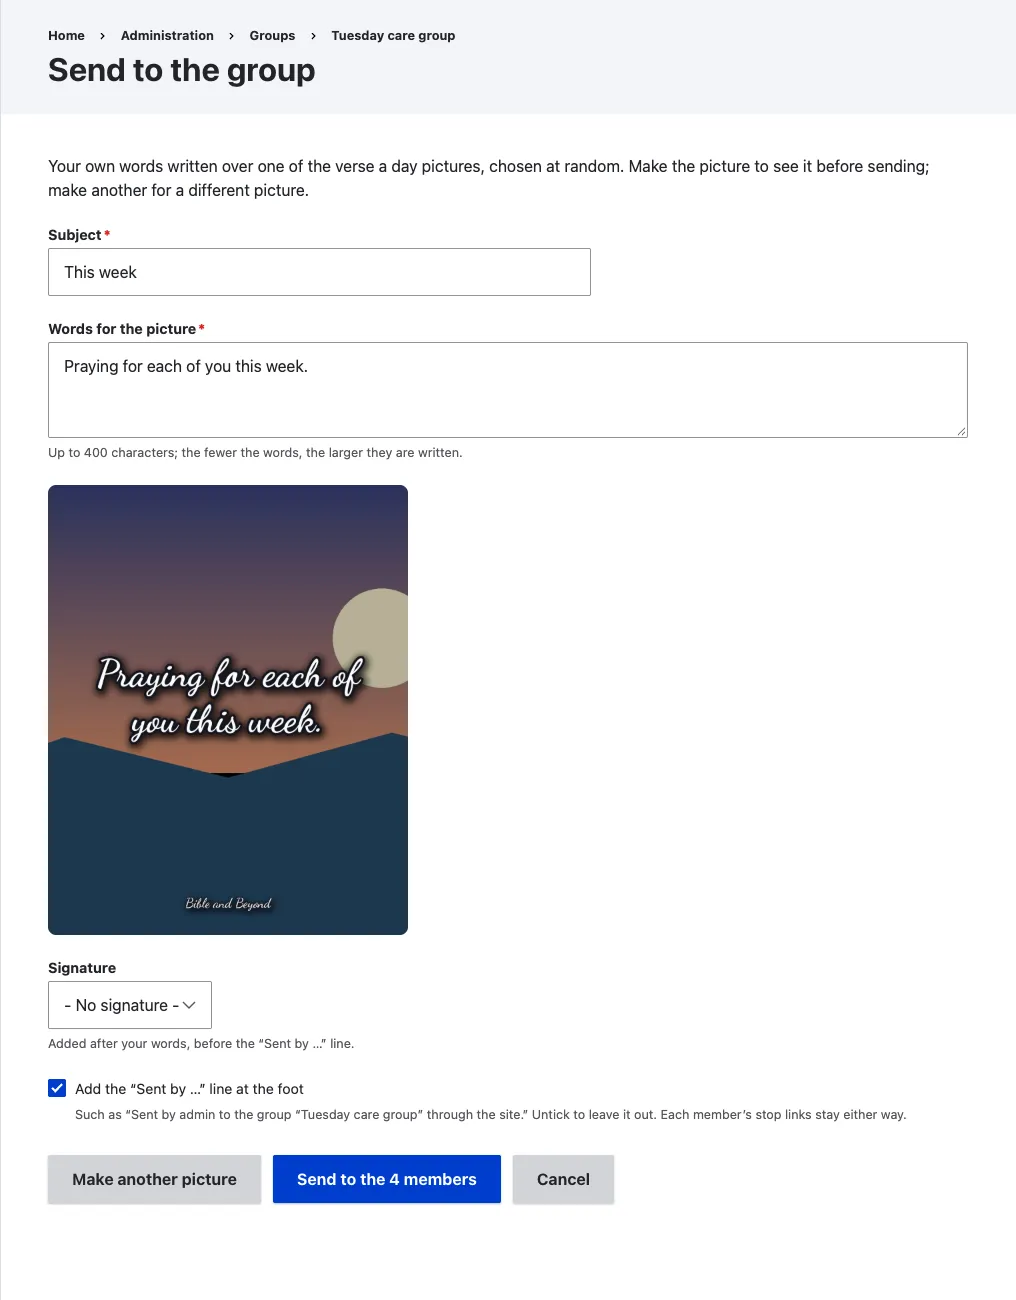 Home > Administration > Groups > Tuesday care group
Send to the group
Your own words written over one of the verse a day pictures, chosen at random. Make the picture to see it before sending;
make another for a different picture.
Subject*
This week
Words for the picture*
Praying for each of you this week.
Up to 400 characters; the fewer the words, the larger they are written.
Praying for each of
you this week.
Bible and Beyond
Signature
- No signature -
Added after your words, before the “Sent by ...” line.
Add the “Sent by ...” line at the foot
Such as “Sent by admin to the group “Tuesday care group” through the site.” Untick to leave it out. Each member’s stop links stay either way.
Make another picture
Send to the 4 members
Cancel